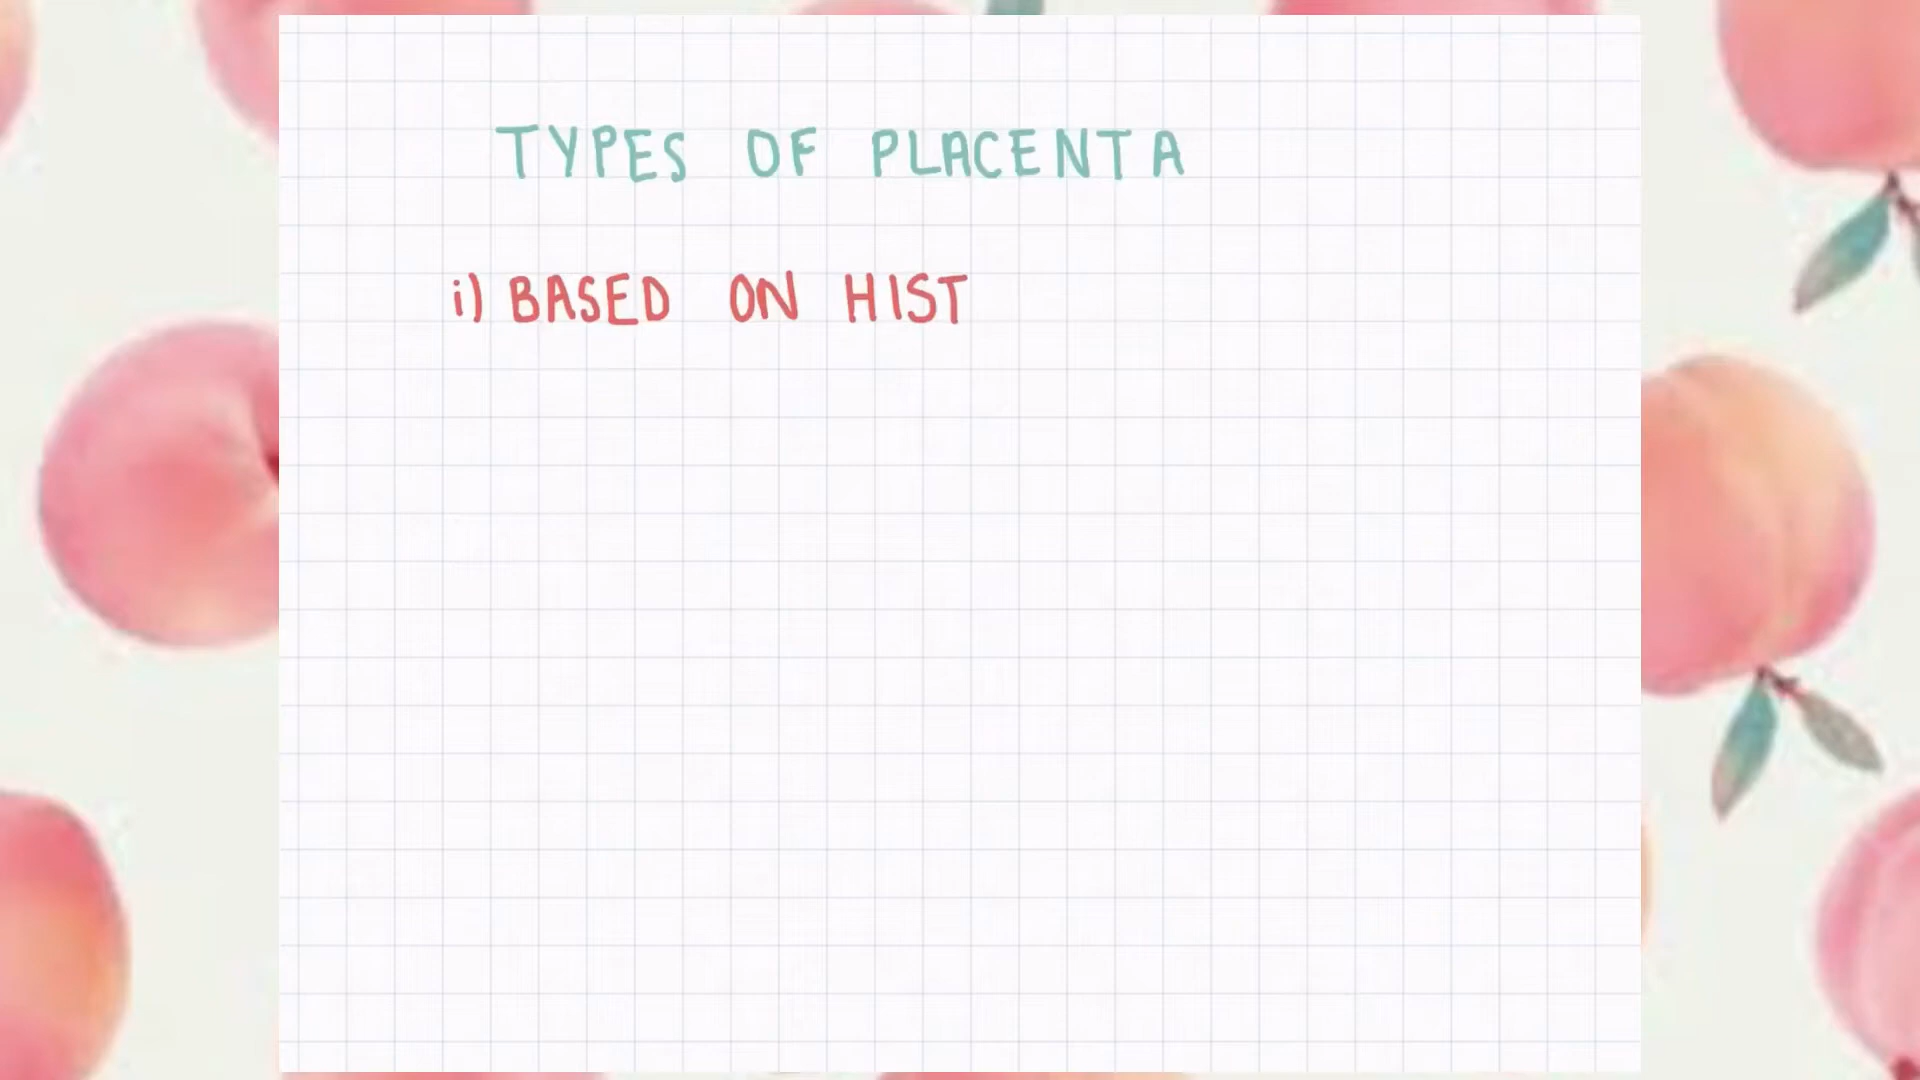 TYPES OF PLACENTA
i) BASED ON HIST